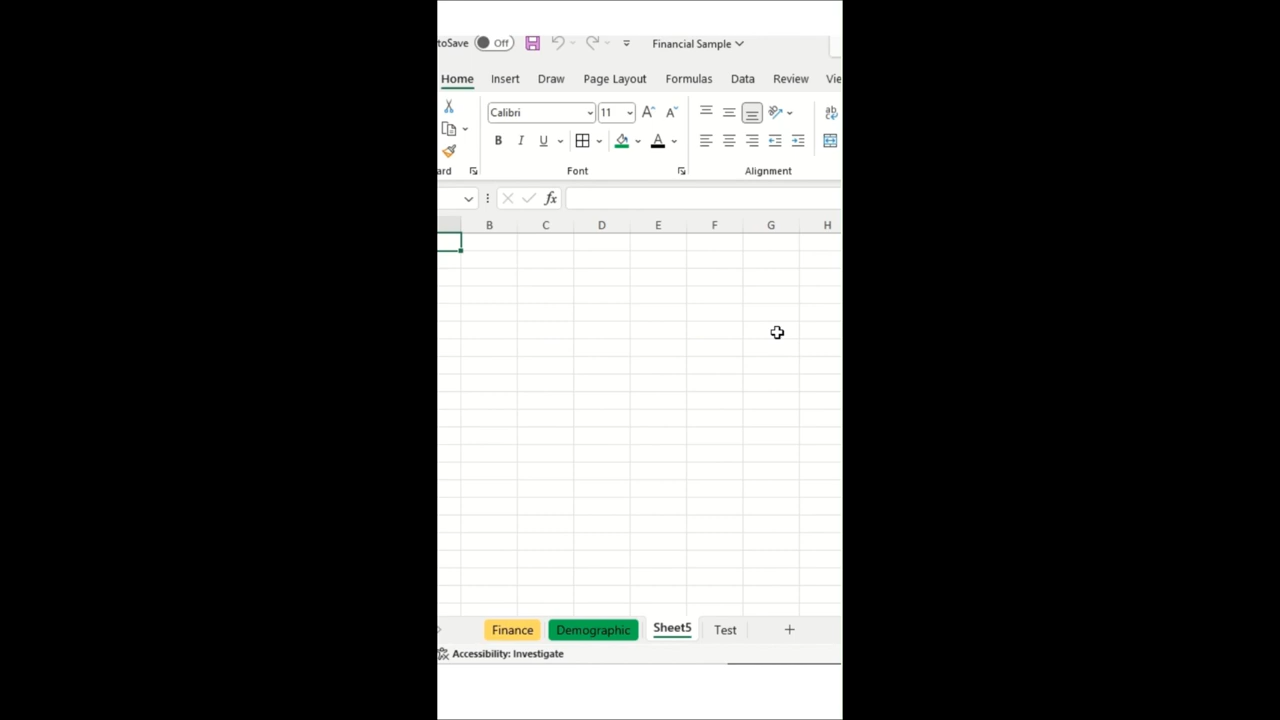 toSave Off Financial Sample
Home Insert Draw Page Layout Formulas Data Review Vie
Calibri 11 A A ab
B I U A
ard Font Alignment
fx
B C D E F G H
Finance Demographic Sheet5 Test +
Accessibility: Investigate